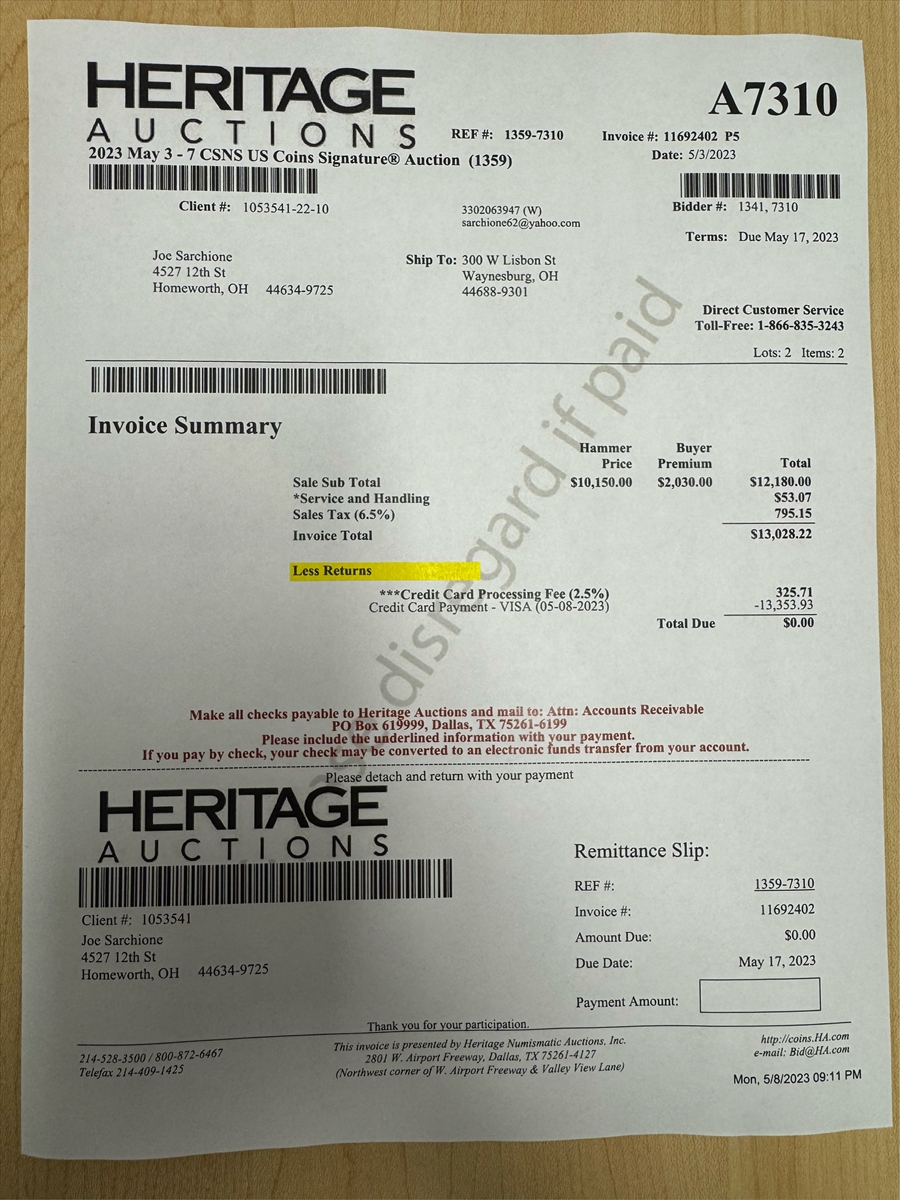 HERITAGE
AUCTIONS
A7310
REF #: 1359-7310
Invoice #: 11692402 P5
2023 May 3 - 7 CSNS US Coins Signature® Auction (1359)
Date: 5/3/2023
Client #: 1053541-22-10
3302063947 (W)
sarchione62@yahoo.com
Bidder #: 1341, 7310
Terms: Due May 17, 2023
Joe Sarchione
4527 12th St
Homeworth, OH 44634-9725
Ship To: 300 W Lisbon St
Waynesburg, OH
44688-9301
Direct Customer Service
Toll-Free: 1-866-835-3243
Lots: 2 Items: 2
disregard if paid
Invoice Summary
Hammer Price Buyer Premium Total
Sale Sub Total $10,150.00 $2,030.00 $12,180.00
*Service and Handling $53.07
Sales Tax (6.5%) 795.15
Invoice Total $13,028.22
Less Returns
***Credit Card Processing Fee (2.5%) 325.71
Credit Card Payment - VISA (05-08-2023) -13,353.93
Total Due $0.00
Make all checks payable to Heritage Auctions and mail to: Attn: Accounts Receivable
PO Box 619999, Dallas, TX 75261-6199
Please include the underlined information with your payment.
If you pay by check, your check may be converted to an electronic funds transfer from your account.
Please detach and return with your payment
HERITAGE
AUCTIONS
Client #: 1053541
Joe Sarchione
4527 12th St
Homeworth, OH 44634-9725
Remittance Slip:
REF #: 1359-7310
Invoice #: 11692402
Amount Due: $0.00
Due Date: May 17, 2023
Payment Amount:
Thank you for your participation.
214-528-3500 / 800-872-6467
Telefax 214-409-1425
This invoice is presented by Heritage Numismatic Auctions, Inc.
2801 W. Airport Freeway, Dallas, TX 75261-4127
(Northwest corner of W. Airport Freeway & Valley View Lane)
http://coins.HA.com
e-mail: Bid@HA.com
Mon, 5/8/2023 09:11 PM